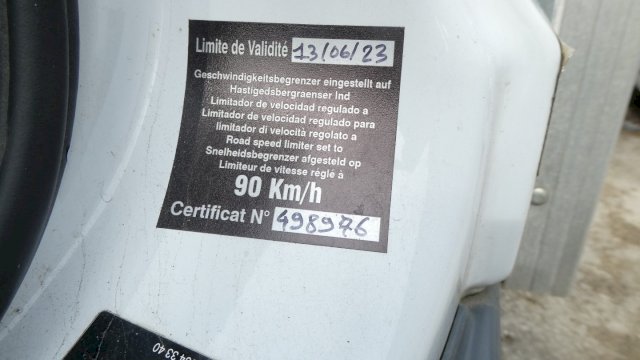 Limite de Validité 13/06/23
Geschwindigkeitsbegrenzer eingestellt auf
Hastigedsbergraenser Ind
Limitador de velocidad regulado a
Limitador de velocidad regulado para
limitador di velocità regolato a
Road speed limiter set to
Snelheidsbegrenzer afgesteld op
Limiteur de vitesse réglé à
90 Km/h
Certificat N° 498976